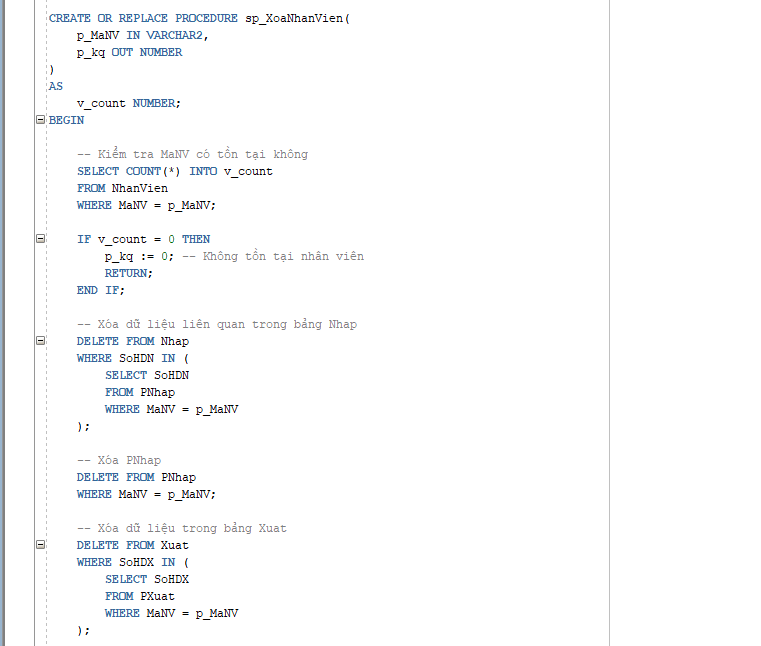 CREATE OR REPLACE PROCEDURE sp_XoaNhanVien(
    p_MaNV IN VARCHAR2,
    p_kq OUT NUMBER
)
AS
    v_count NUMBER;
BEGIN
    -- Kiểm tra MaNV có tồn tại không
    SELECT COUNT(*) INTO v_count
    FROM NhanVien
    WHERE MaNV = p_MaNV;
    IF v_count = 0 THEN
        p_kq := 0; -- Không tồn tại nhân viên
        RETURN;
    END IF;
    -- Xóa dữ liệu liên quan trong bảng Nhap
    DELETE FROM Nhap
    WHERE SoHDN IN (
        SELECT SoHDN
        FROM PNhap
        WHERE MaNV = p_MaNV
    );
    -- Xóa PNhap
    DELETE FROM PNhap
    WHERE MaNV = p_MaNV;
    -- Xóa dữ liệu trong bảng Xuat
    DELETE FROM Xuat
    WHERE SoHDX IN (
        SELECT SoHDX
        FROM PXuat
        WHERE MaNV = p_MaNV
    );